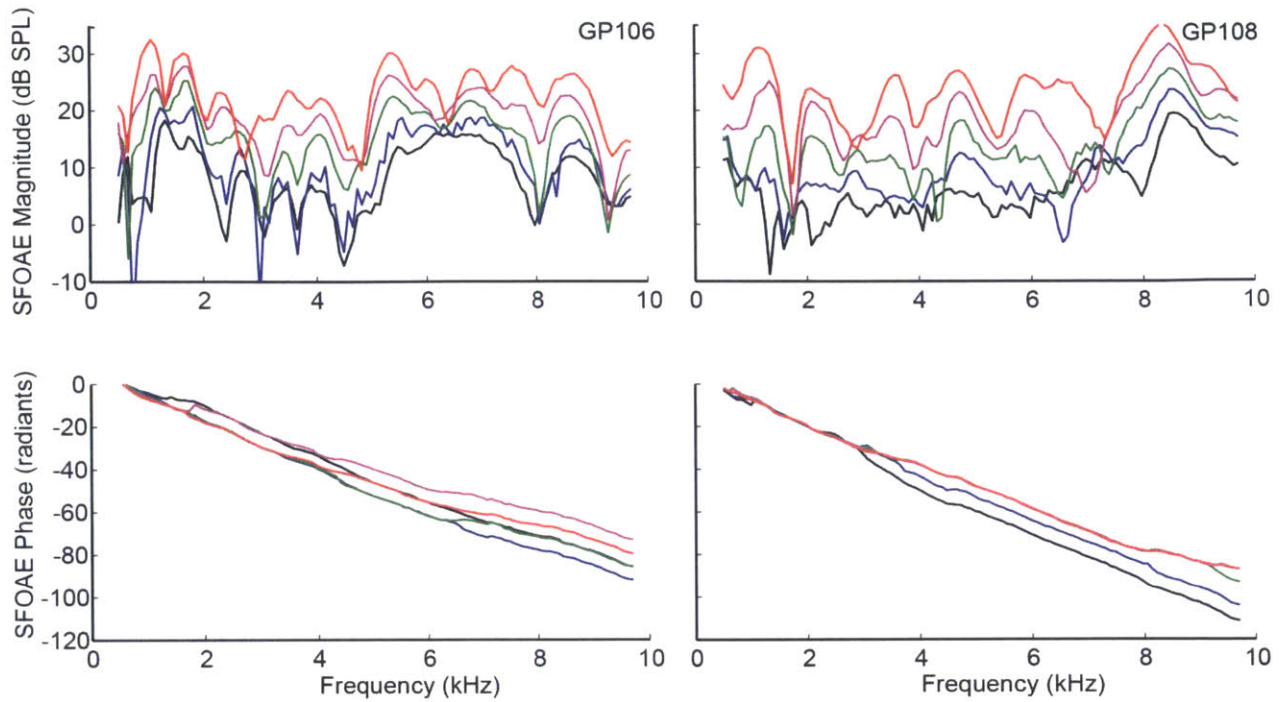 GP106
GP108
SFOAE Magnitude (dB SPL)
30
20
10
0
-10
0 2 4 6 8 10
0 2 4 6 8 10
SFOAE Phase (radiants)
0
-20
-40
-60
-80
-100
-120
0 2 4 6 8 10
0 2 4 6 8 10
Frequency (kHz)
Frequency (kHz)